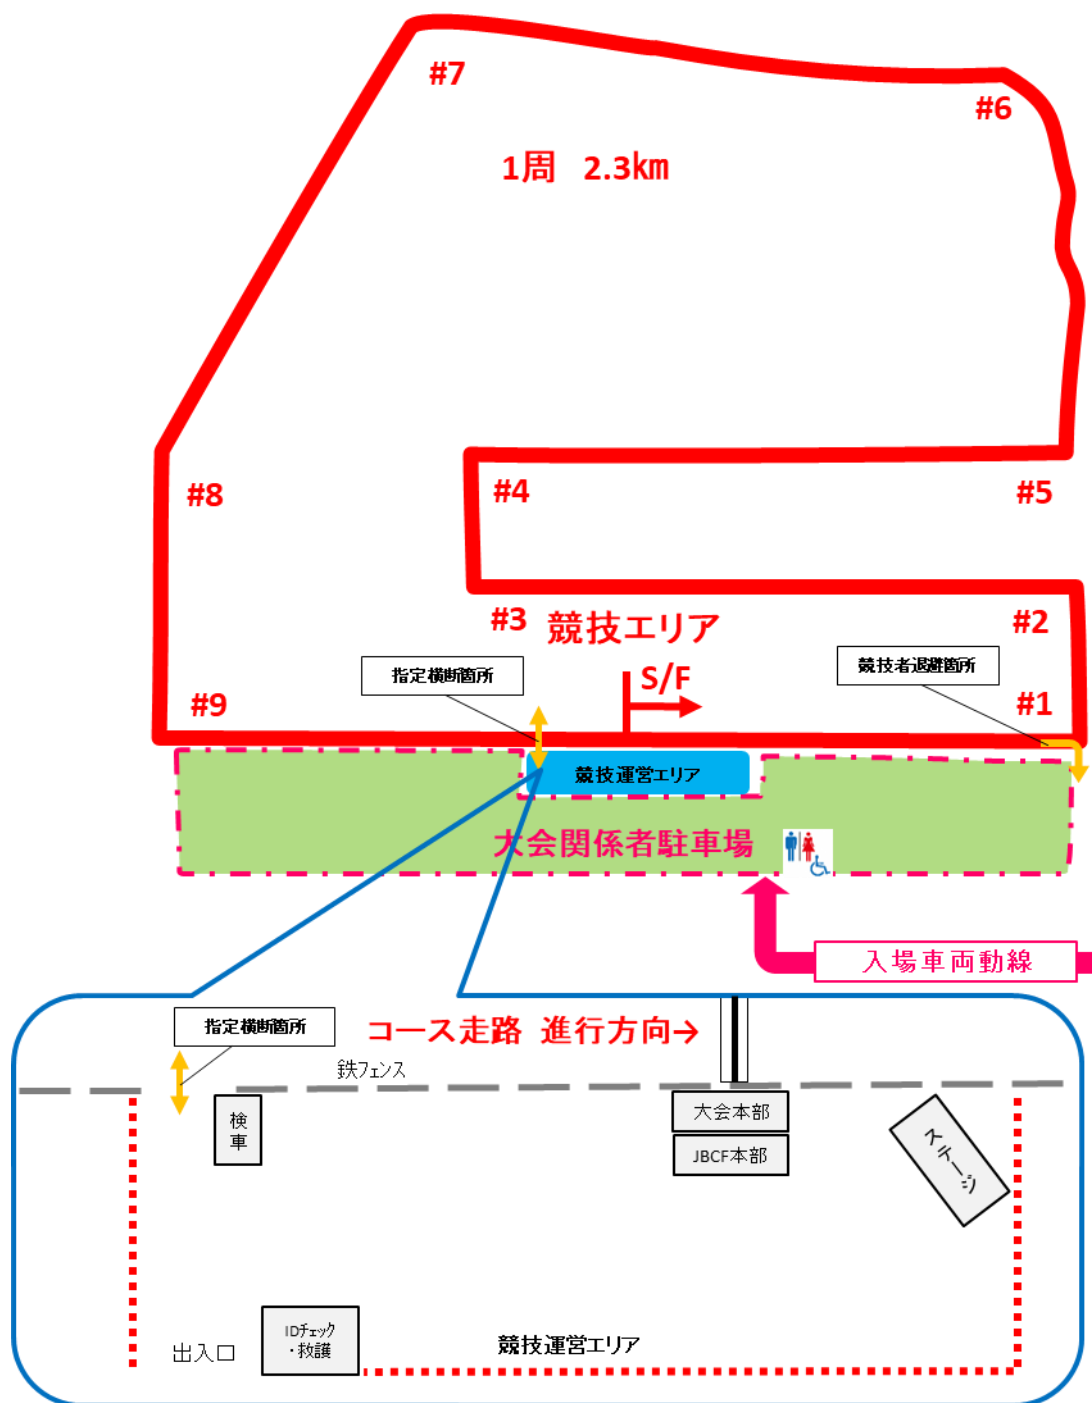 #7
#6
1周 2.3㎞
#8
#4
#5
#3
競技エリア
#2
指定横断箇所
競技者退避箇所
S/F
#9
#1
競技運営エリア
大会関係者駐車場
入場車両動線
指定横断箇所
コース走路 進行方向→
鉄フェンス
検車
大会本部
JBCF本部
ステージ
IDチェック
・救護
出入口
競技運営エリア